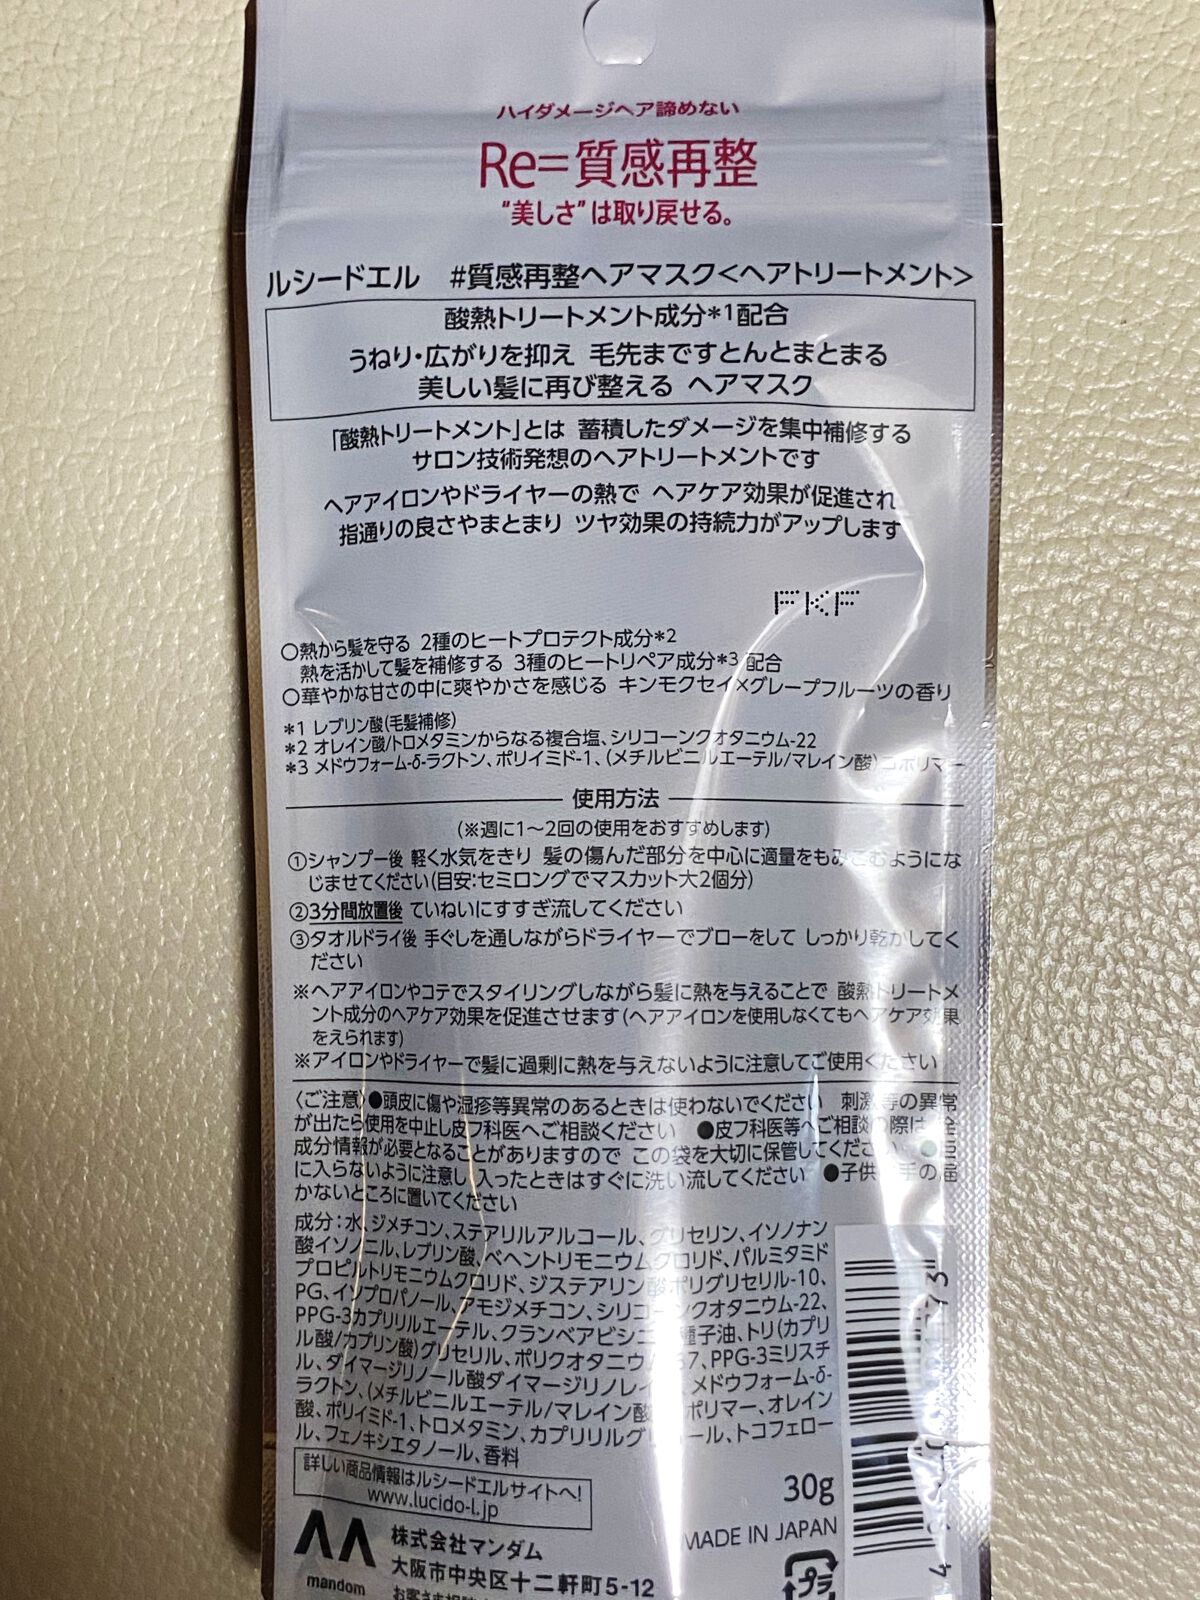 ハイダメージヘア諦めない
Re=質感再整
"美しさ"は取り戻せる。
ルシードエル #質感再整ヘアマスク<ヘアトリートメント>
酸熱トリートメント成分*1配合
うねり・広がりを抑え 毛先まですとんとまとまる
美しい髪に再び整える ヘアマスク
「酸熱トリートメント」とは 蓄積したダメージを集中補修する
サロン技術発想のヘアトリートメントです
ヘアアイロンやドライヤーの熱で ヘアケア効果が促進され
指通りの良さやまとまり ツヤ効果の持続力がアップします
FKF
○熱から髪を守る 2種のヒートプロテクト成分*2
熱を活かして髪を補修する 3種のヒートリペア成分*3 配合
○華やかな甘さの中に爽やかさを感じる キンモクセイ×グレープフルーツの香り
*1 レブリン酸(毛髪補修)
*2 オレイン酸/トロメタミンからなる複合塩、シリコーンクオタニウム-22
*3 メドウフォーム-δ-ラクトン、ポリイミド-1、(メチルビニルエーテル/マレイン酸)コポリマー
使用方法
(※週に1～2回の使用をおすすめします)
①シャンプー後 軽く水気をきり 髪の傷んだ部分を中心に適量をもみこむようにな
じませてください(目安:セミロングでマスカット大2個分)
②3分間放置後 ていねいにすすぎ流してください
③タオルドライ後 手ぐしを通しながらドライヤーでブローをして しっかり乾かしてく
ださい
※ヘアアイロンやコテでスタイリングしながら髪に熱を与えることで 酸熱トリートメ
ント成分のヘアケア効果を促進させます(ヘアアイロンを使用しなくてもヘアケア効果
をえられます)
※アイロンやドライヤーで髪に過剰に熱を与えないように注意してご使用ください
〈ご注意〉●頭皮に傷や湿疹等異常のあるときは使わないでください 刺激等の異常
が出たら使用を中止し皮フ科医へご相談ください ●皮フ科医等へご相談の際は 全
成分情報が必要となることがありますので この袋を大切に保管してください ●目
に入らないように注意し 入ったときはすぐに洗い流してください ●子供の手の届
かないところに置いてください
成分:水、ジメチコン、ステアリルアルコール、グリセリン、イソノナン
酸イソノニル、レブリン酸、ベヘントリモニウムクロリド、パルミタミド
プロピルトリモニウムクロリド、ジステアリン酸ポリグリセリル-10、
PG、イソプロパノール、アモジメチコン、シリコーンクオタニウム-22、
PPG-3カプリリルエーテル、クランベアビシニ 種子油、トリ(カプリ
ル酸/カプリン酸)グリセリル、ポリクオタニウム 7、PPG-3ミリスチ
ル、ダイマージリノール酸ダイマージリノレイ 、メドウフォーム-δ-
ラクトン、(メチルビニルエーテル/マレイン酸 ポリマー、オレイン
酸、ポリイミド-1、トロメタミン、カプリリルグリ ール、トコフェロー
ル、フェノキシエタノール、香料
詳しい商品情報はルシードエルサイトへ!
www.lucido-l.jp
30g
MADE IN JAPAN
株式会社マンダム
大阪市中央区十二軒町5-12
mandom
プラ